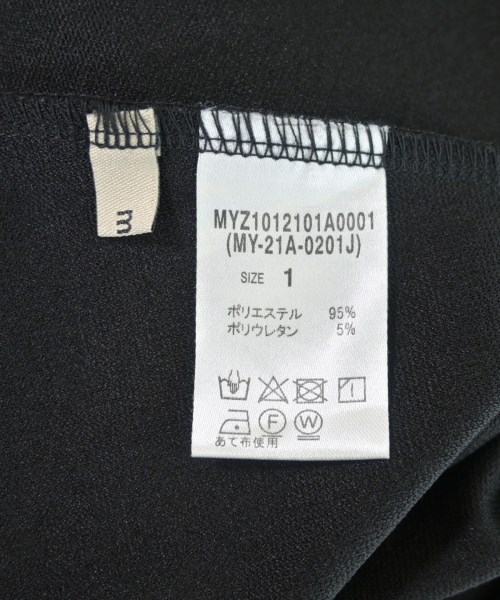 m
MYZ1012101A0001
(MY-21A-0201J)
SIZE 1
ポリエステル 95%
ポリウレタン 5%
F W
あて布使用